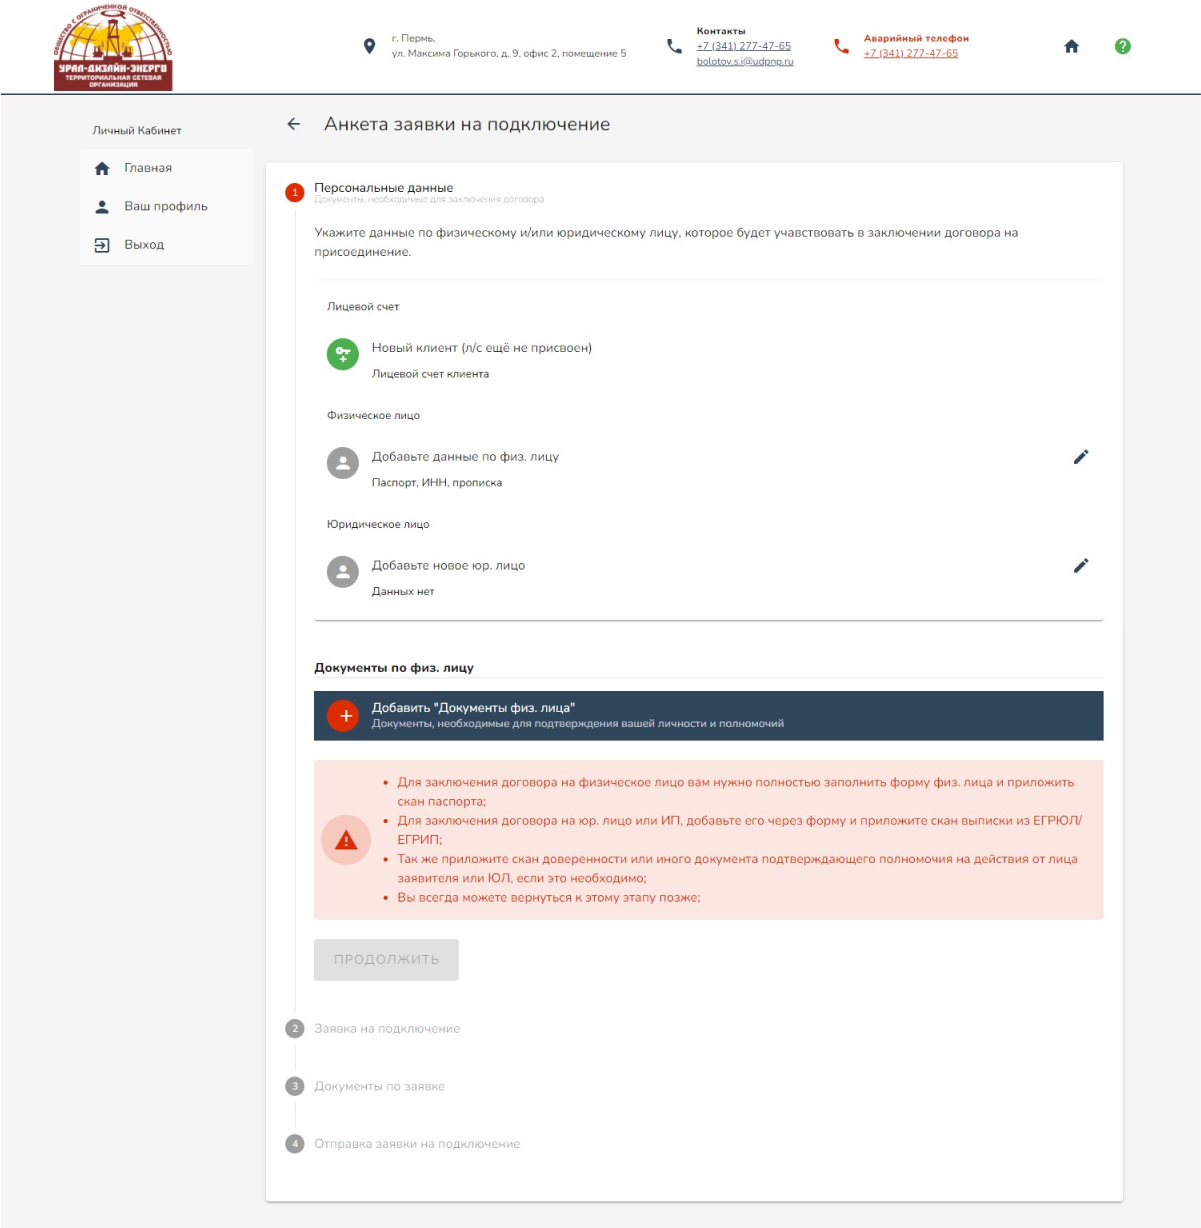 ОБЩЕСТВО С ОГРАНИЧЕННОЙ ОТВЕТСТВЕННОСТЬЮ
УРАЛ-ДИЗАЙН-ЭНЕРГО
ТЕРРИТОРИАЛЬНАЯ СЕТЕВАЯ
ОРГАНИЗАЦИЯ
г. Пермь,
ул. Максима Горького, д. 9, офис 2, помещение 5
Контакты
+7 (341) 277-47-65
bolotov.s.i@udpnp.ru
Аварийный телефон
+7 (341) 277-47-65
?
Личный Кабинет
Главная
Ваш профиль
Выход
Анкета заявки на подключение
1 Персональные данные
Документы, необходимые для заключения договора
Укажите данные по физическому и/или юридическому лицу, которое будет учавствовать в заключении договора на
присоединение.
Лицевой счет
Новый клиент (л/с ещё не присвоен)
Лицевой счет клиента
Физическое лицо
Добавьте данные по физ. лицу
Паспорт, ИНН, прописка
Юридическое лицо
Добавьте новое юр. лицо
Данных нет
Документы по физ. лицу
Добавить "Документы физ. лица"
Документы, необходимые для подтверждения вашей личности и полномочий
• Для заключения договора на физическое лицо вам нужно полностью заполнить форму физ. лица и приложить
скан паспорта;
• Для заключения договора на юр. лицо или ИП, добавьте его через форму и приложите скан выписки из ЕГРЮЛ/
ЕГРИП;
• Так же приложите скан доверенности или иного документа подтверждающего полномочия на действия от лица
заявителя или ЮЛ, если это необходимо;
• Вы всегда можете вернуться к этому этапу позже;
ПРОДОЛЖИТЬ
2 Заявка на подключение
3 Документы по заявке
4 Отправка заявки на подключение